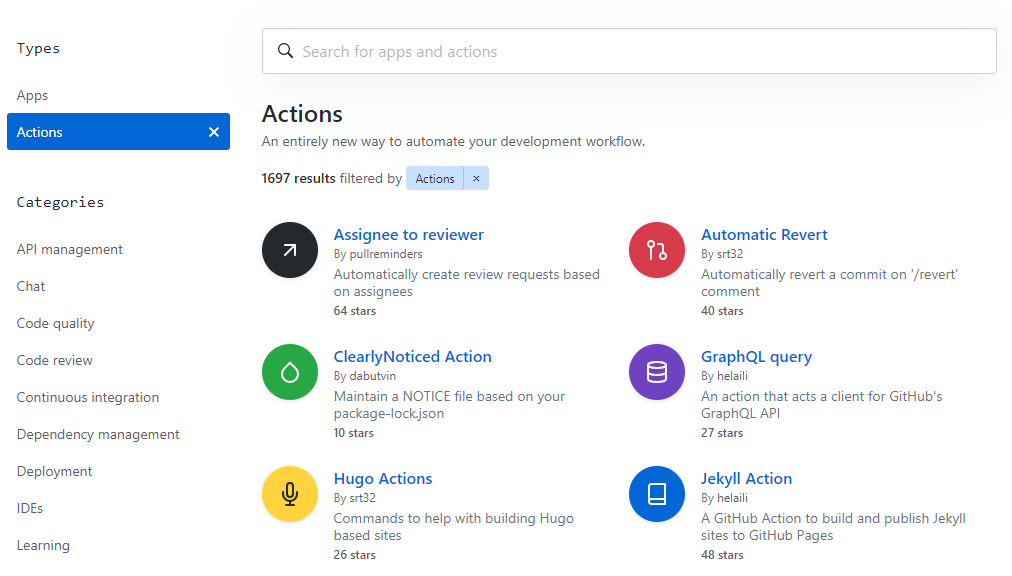 Types
Apps
Actions ×
Categories
API management
Chat
Code quality
Code review
Continuous integration
Dependency management
Deployment
IDEs
Learning
Search for apps and actions
Actions
An entirely new way to automate your development workflow.
1697 results filtered by Actions ×
Assignee to reviewer
By pullreminders
Automatically create review requests based
on assignees
64 stars
Automatic Revert
By srt32
Automatically revert a commit on '/revert'
comment
40 stars
ClearlyNoticed Action
By dabutvin
Maintain a NOTICE file based on your
package-lock.json
10 stars
GraphQL query
By helaili
An action that acts a client for GitHub's
GraphQL API
27 stars
Hugo Actions
By srt32
Commands to help with building Hugo
based sites
26 stars
Jekyll Action
By helaili
A GitHub Action to build and publish Jekyll
sites to GitHub Pages
48 stars